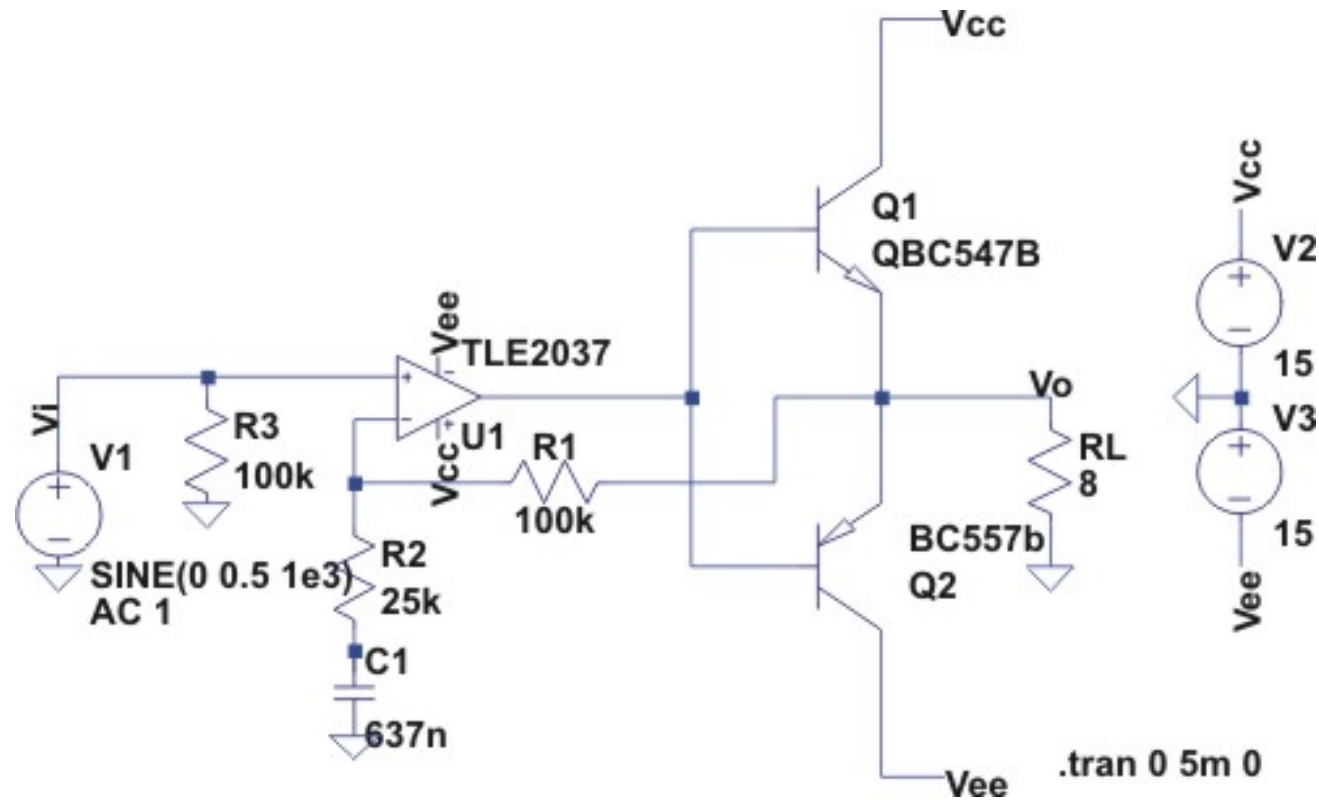 Vcc
Q1
QBC547B
Vcc
V2
15
Vee
TLE2037
Vi
R3
100k
V1
U1
Vcc
R1
100k
Vo
RL
8
V3
15
Vee
SINE(0 0.5 1e3)
AC 1
R2
25k
BC557b
Q2
C1
637n
Vee
.tran 0 5m 0